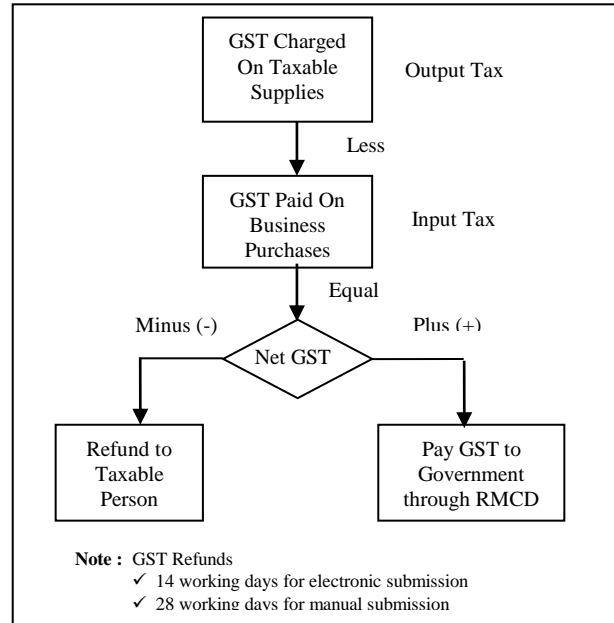 GST Charged
On Taxable
Supplies
Output Tax
Less
GST Paid On
Business
Purchases
Input Tax
Equal
Minus (-)
Plus (+)
Net GST
Refund to
Taxable
Person
Pay GST to
Government
through RMCD
Note : GST Refunds
✓ 14 working days for electronic submission
✓ 28 working days for manual submission